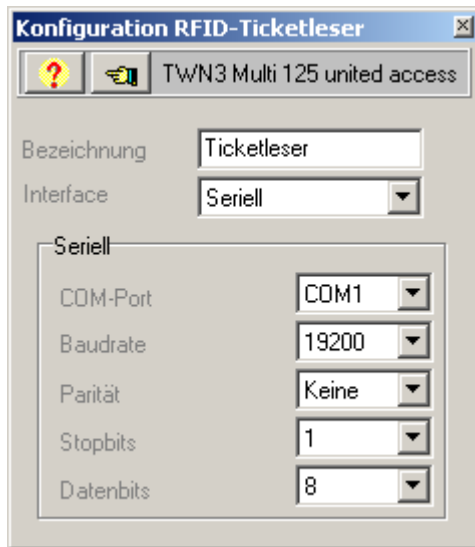 Konfiguration RFID-Ticketleser
? TWN3 Multi 125 united access
Bezeichnung Ticketleser
Interface Seriell
Seriell
COM-Port COM1
Baudrate 19200
Parität Keine
Stopbits 1
Datenbits 8